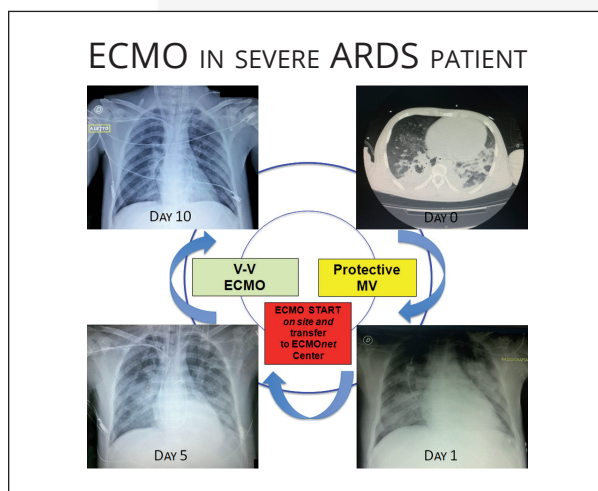 ECMO IN SEVERE ARDS PATIENT
DAY 10
DAY 0
V-V
ECMO
Protective
MV
ECMO START
on site and
transfer
to ECMOnet
Center
DAY 5
DAY 1